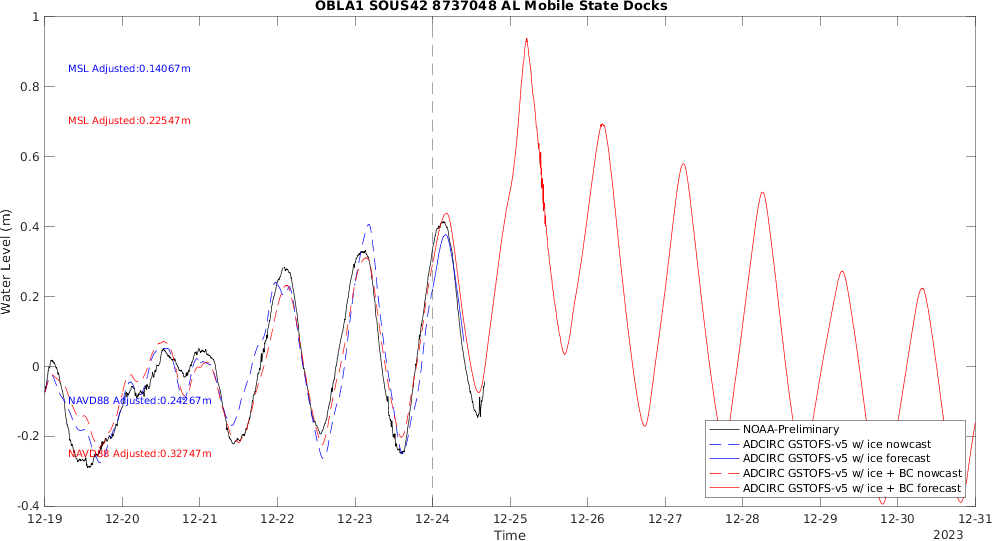 OBLA1 SOUS42 8737048 AL Mobile State Docks
1
0.8
0.6
0.4
0.2
0
-0.2
-0.4
Water Level (m)
MSL Adjusted:0.14067m
MSL Adjusted:0.22547m
NAVD88 Adjusted:0.24267m
NAVD88 Adjusted:0.32747m
NOAA-Preliminary
ADCIRC GSTOFS-v5 w/ ice nowcast
ADCIRC GSTOFS-v5 w/ ice forecast
ADCIRC GSTOFS-v5 w/ ice + BC nowcast
ADCIRC GSTOFS-v5 w/ ice + BC forecast
12-19 12-20 12-21 12-22 12-23 12-24 12-25 12-26 12-27 12-28 12-29 12-30 12-31
Time
2023